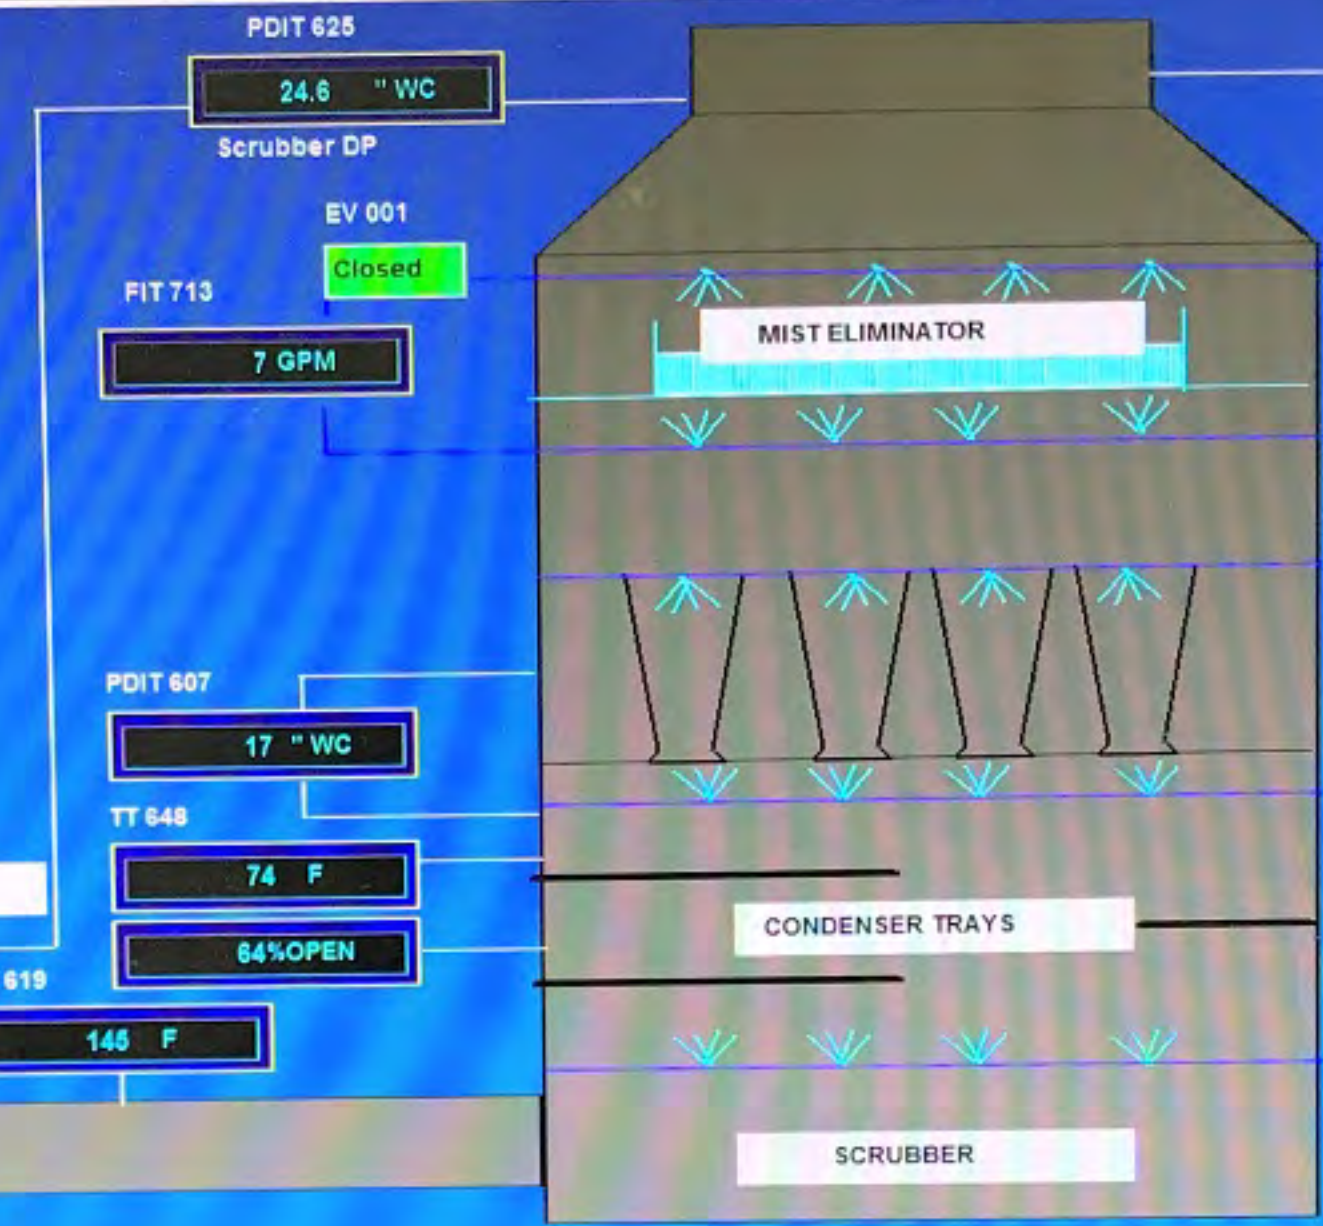 PDIT 625
24.6 " WC
Scrubber DP
EV 001
Closed
FIT 713
7 GPM
MIST ELIMINATOR
PDIT 607
17 " WC
TT 648
74 F
64%OPEN
CONDENSER TRAYS
619
145 F
SCRUBBER